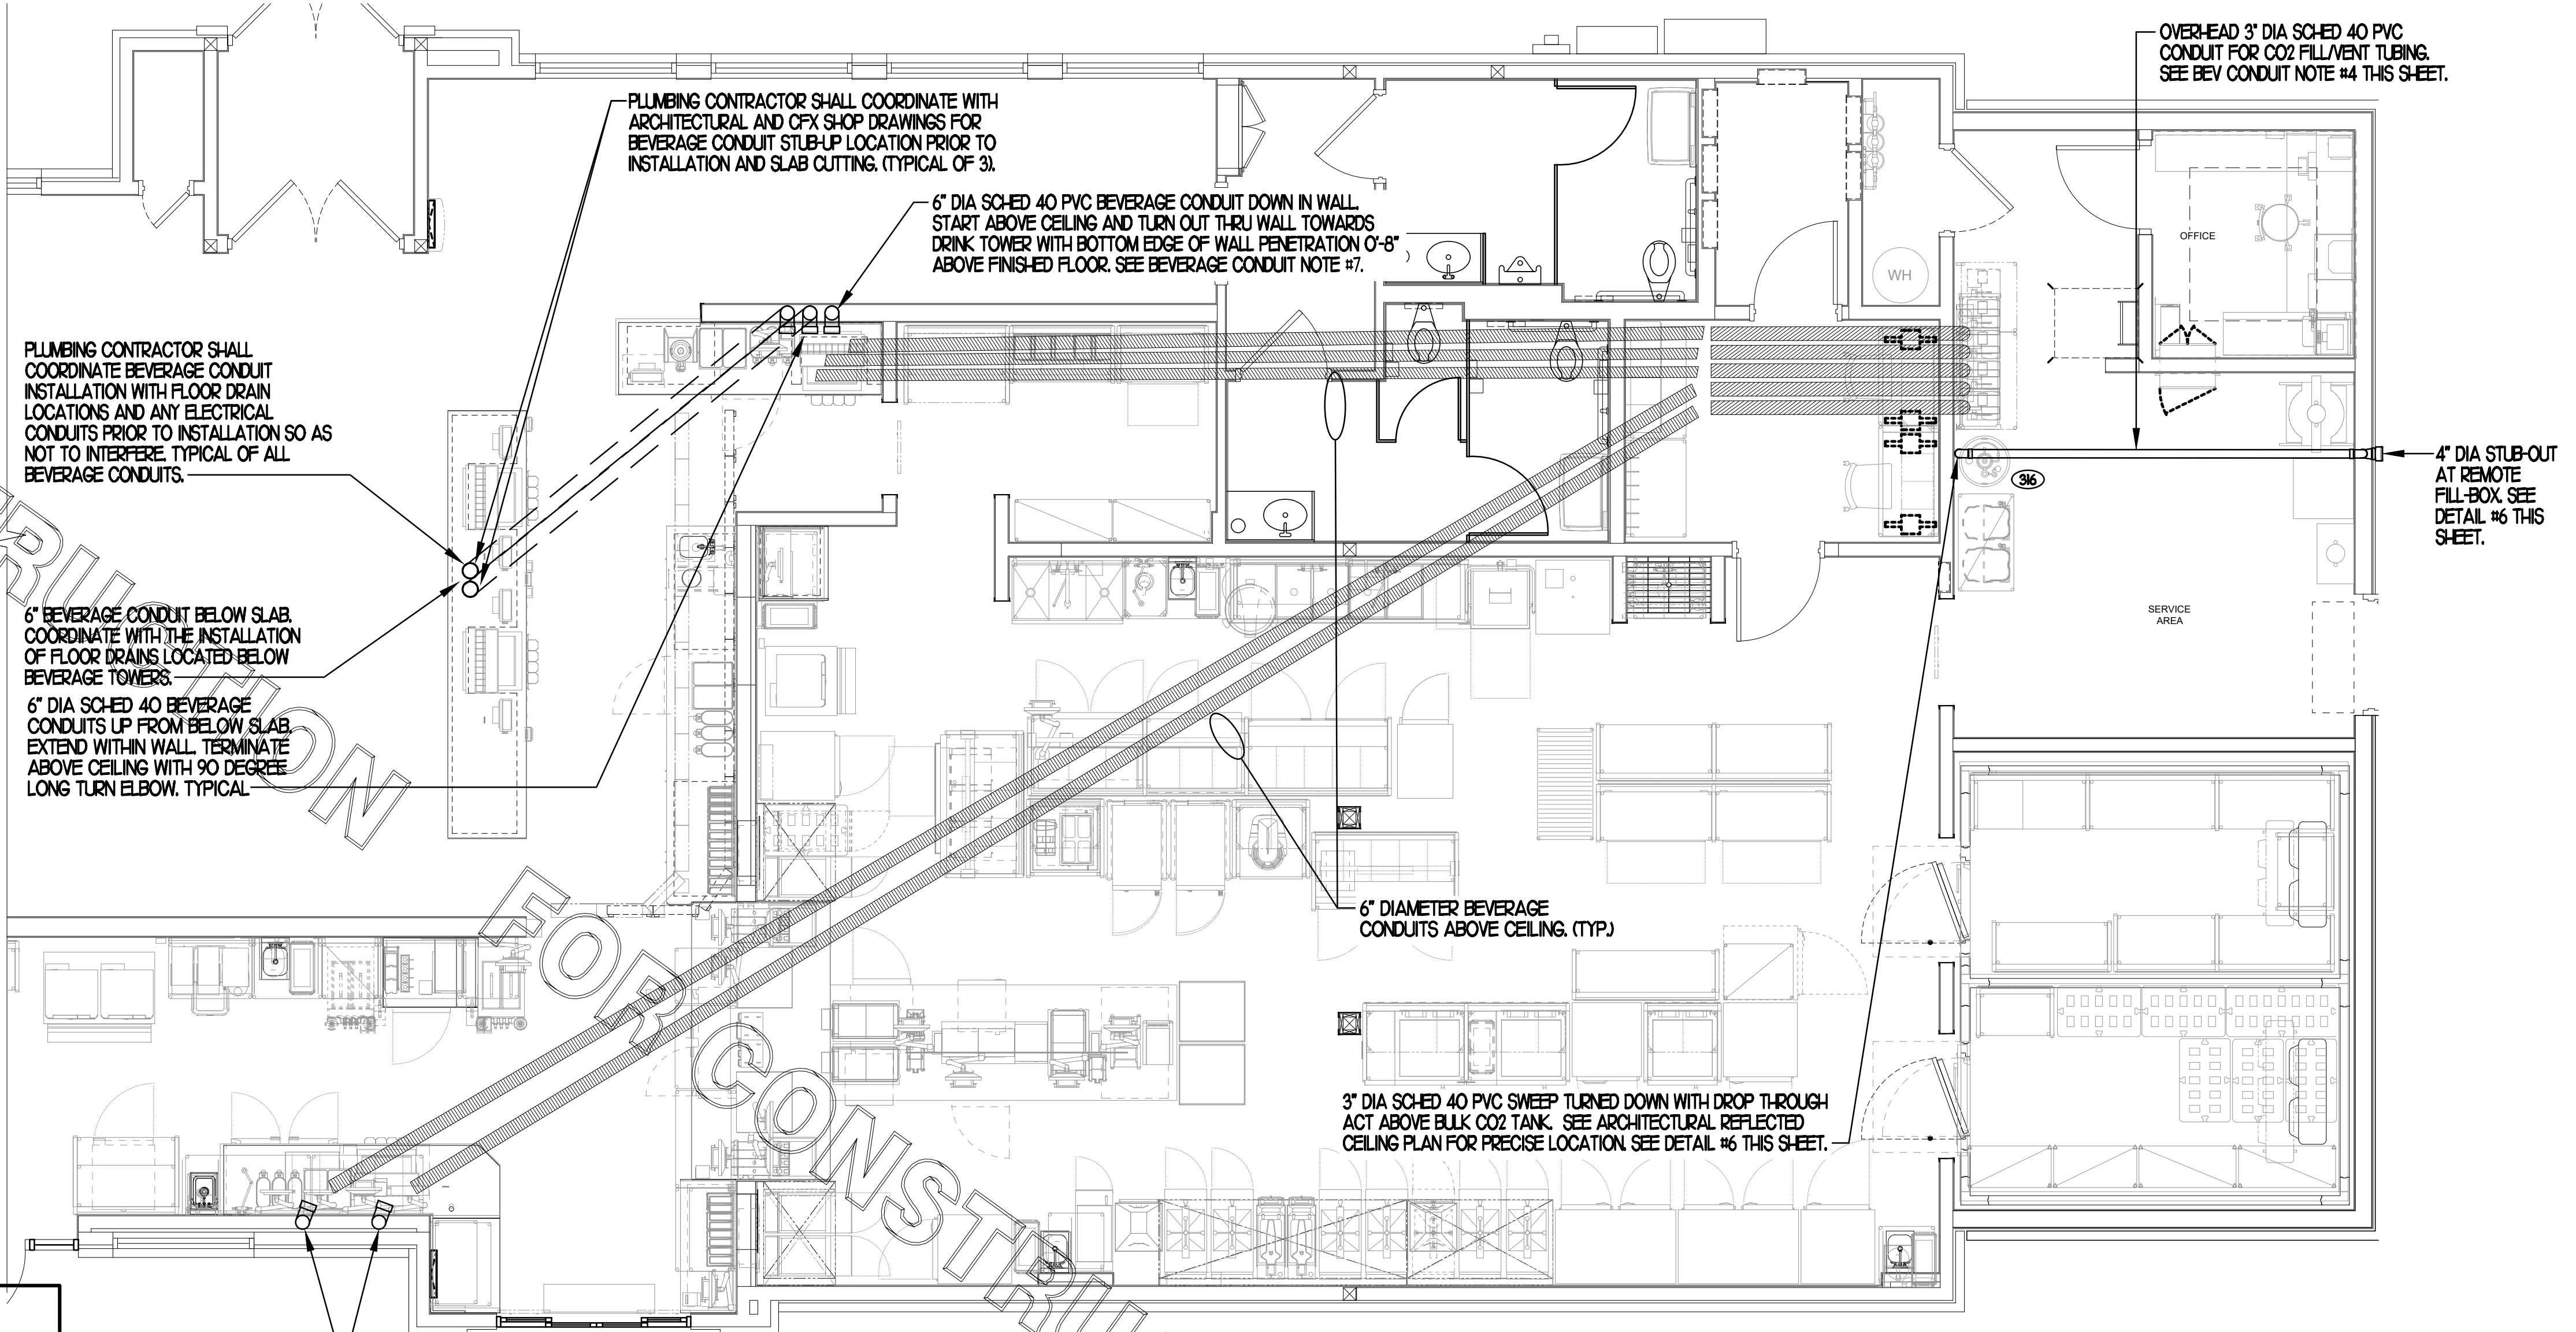 OVERHEAD 3" DIA SCHED 40 PVC
CONDUIT FOR CO2 FILL/VENT TUBING.
SEE BEV CONDUIT NOTE #4 THIS SHEET.
PLUMBING CONTRACTOR SHALL COORDINATE WITH
ARCHITECTURAL AND CFX SHOP DRAWINGS FOR
BEVERAGE CONDUIT STUB-UP LOCATION PRIOR TO
INSTALLATION AND SLAB CUTTING. (TYPICAL OF 3).
6" DIA SCHED 40 PVC BEVERAGE CONDUIT DOWN IN WALL.
START ABOVE CEILING AND TURN OUT THRU WALL TOWARDS
DRINK TOWER WITH BOTTOM EDGE OF WALL PENETRATION 0'-8"
ABOVE FINISHED FLOOR. SEE BEVERAGE CONDUIT NOTE #7.
OFFICE
WH
PLUMBING CONTRACTOR SHALL
COORDINATE BEVERAGE CONDUIT
INSTALLATION WITH FLOOR DRAIN
LOCATIONS AND ANY ELECTRICAL
CONDUITS PRIOR TO INSTALLATION SO AS
NOT TO INTERFERE. TYPICAL OF ALL
BEVERAGE CONDUITS.
4" DIA STUB-OUT
AT REMOTE
FILL-BOX. SEE
DETAIL #6 THIS
SHEET.
316
6" BEVERAGE CONDUIT BELOW SLAB.
COORDINATE WITH THE INSTALLATION
OF FLOOR DRAINS LOCATED BELOW
BEVERAGE TOWERS.
SERVICE
AREA
6" DIA SCHED 40 BEVERAGE
CONDUITS UP FROM BELOW SLAB.
EXTEND WITHIN WALL. TERMINATE
ABOVE CEILING WITH 90 DEGREE
LONG TURN ELBOW. TYPICAL
6" DIAMETER BEVERAGE
CONDUITS ABOVE CEILING. (TYP.)
3" DIA SCHED 40 PVC SWEEP TURNED DOWN WITH DROP THROUGH
ACT ABOVE BULK CO2 TANK. SEE ARCHITECTURAL REFLECTED
CEILING PLAN FOR PRECISE LOCATION. SEE DETAIL #6 THIS SHEET.
RUCTION FOR CONSTRU